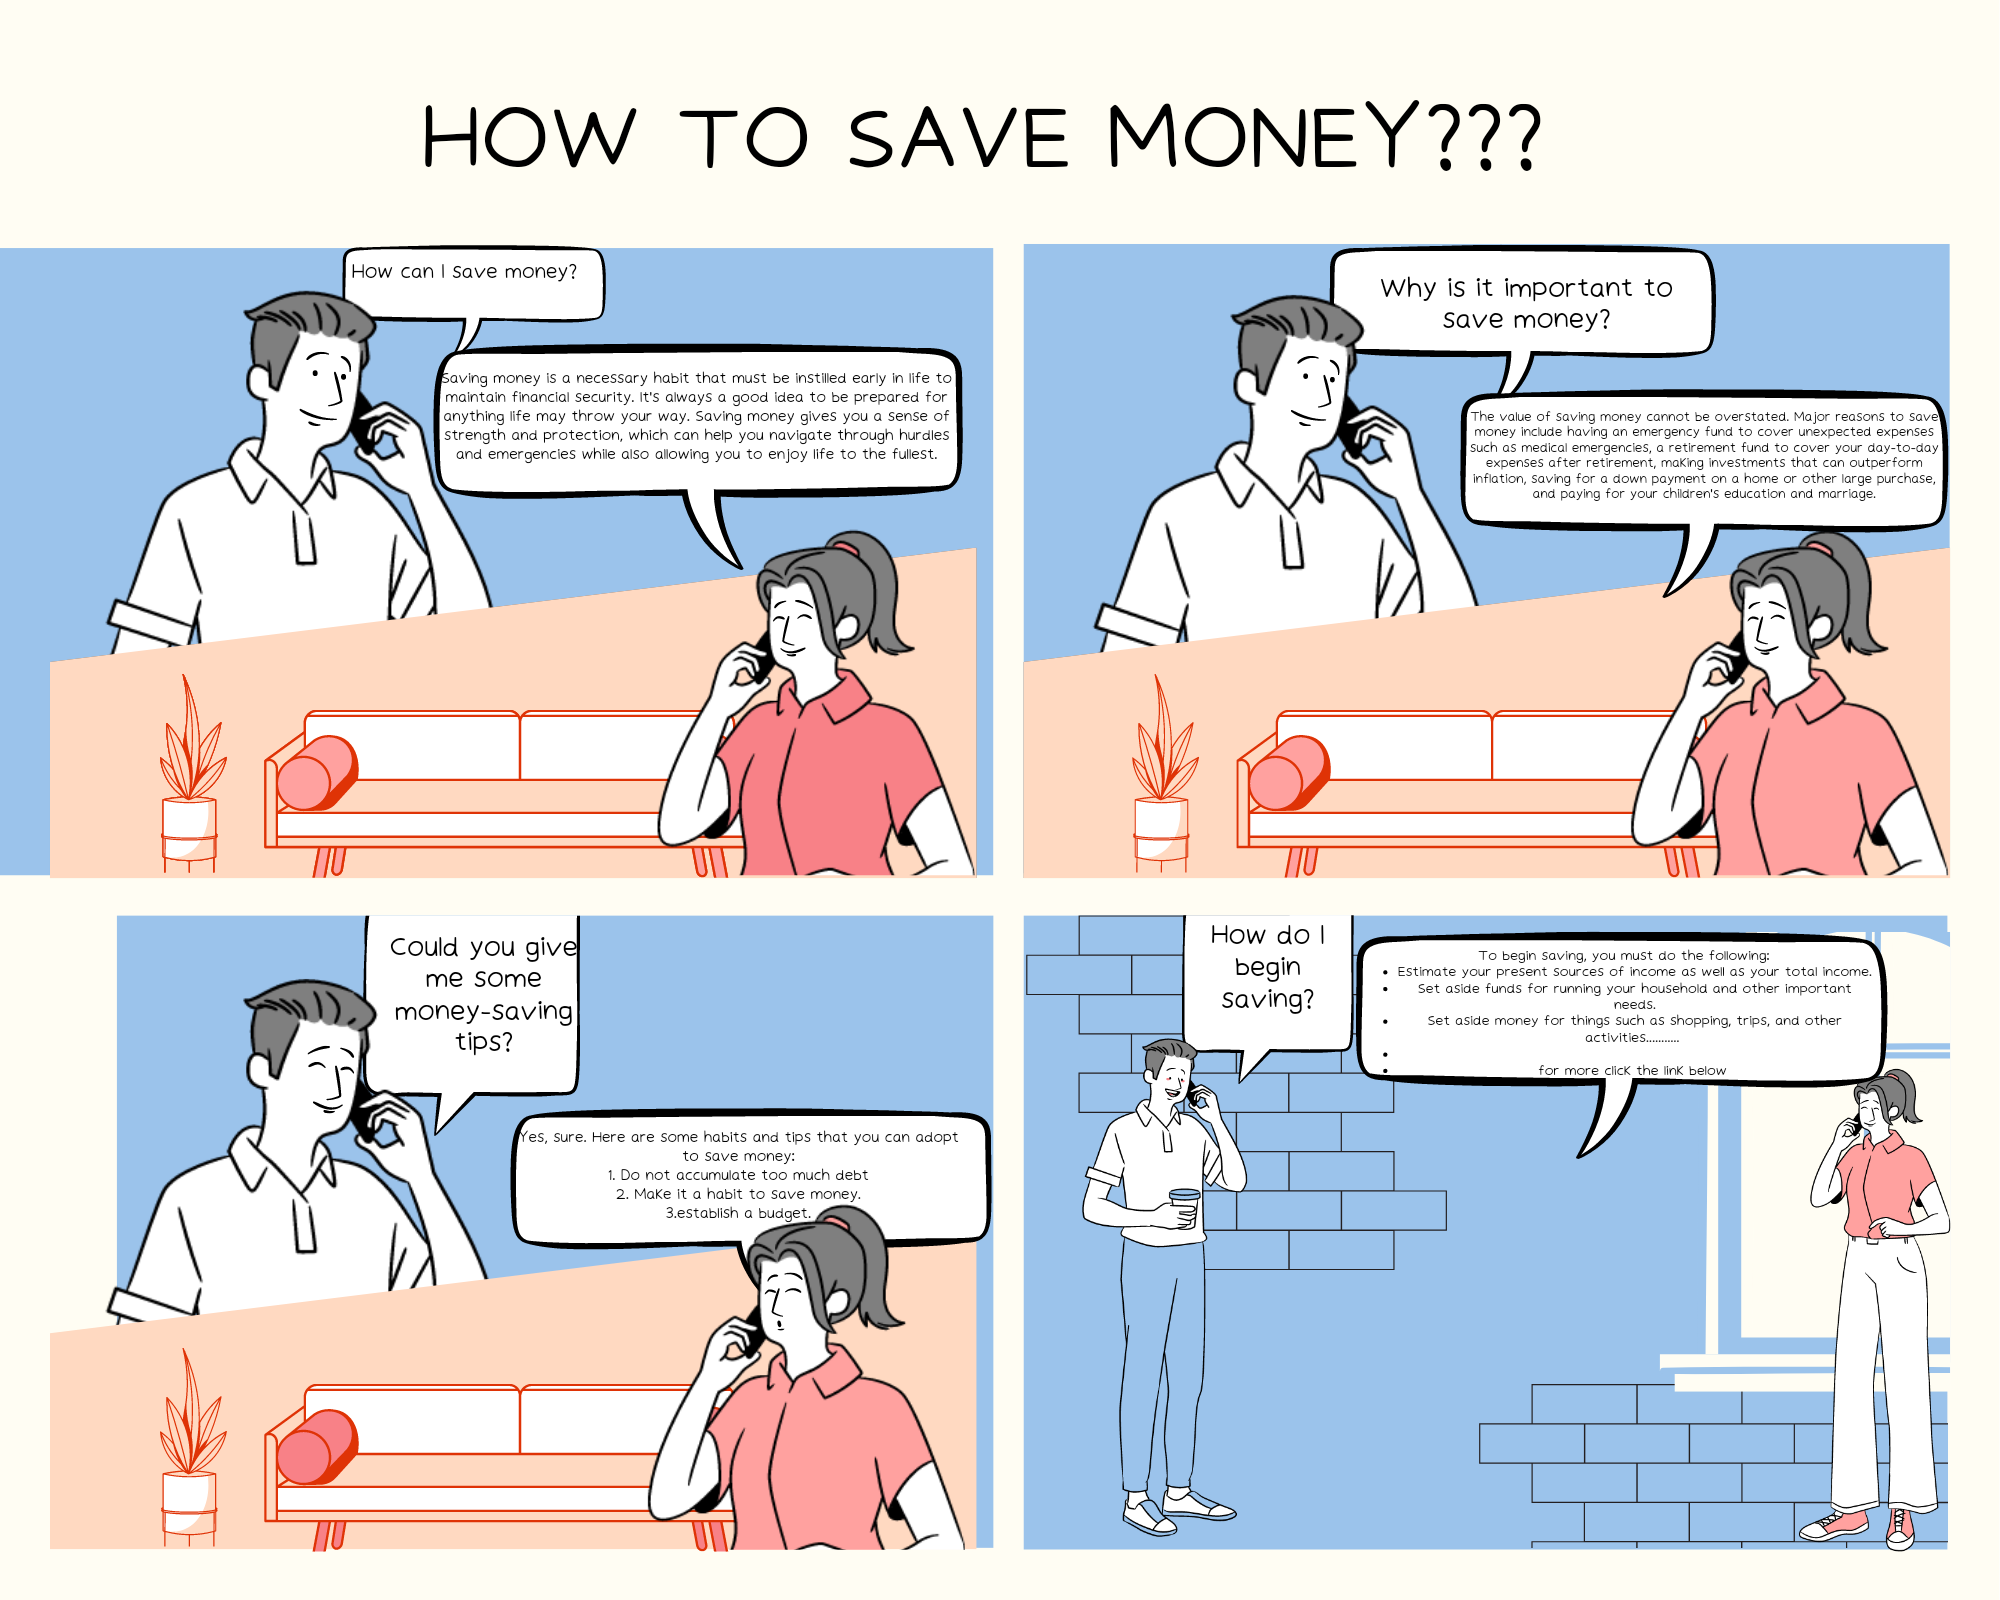 HOW TO SAVE MONEY???
How can I save money?
Saving money is a necessary habit that must be instilled early in life to
maintain financial security. It's always a good idea to be prepared for
anything life may throw your way. Saving money gives you a sense of
strength and protection, which can help you navigate through hurdles
and emergencies while also allowing you to enjoy life to the fullest.
Why is it important to
save money?
The value of saving money cannot be overstated. Major reasons to save
money include having an emergency fund to cover unexpected expenses
such as medical emergencies, a retirement fund to cover your day-to-day
expenses after retirement, making investments that can outperform
inflation, saving for a down payment on a home or other large purchase,
and paying for your children's education and marriage.
Could you give
me some
money-saving
tips?
Yes, sure. Here are some habits and tips that you can adopt
to save money:
1. Do not accumulate too much debt
2. Make it a habit to save money.
3.establish a budget.
How do I
begin
saving?
To begin saving, you must do the following:
• Estimate your present sources of income as well as your total income.
• Set aside funds for running your household and other important
needs.
• Set aside money for things such as shopping, trips, and other
activities...........
•
• for more click the link below